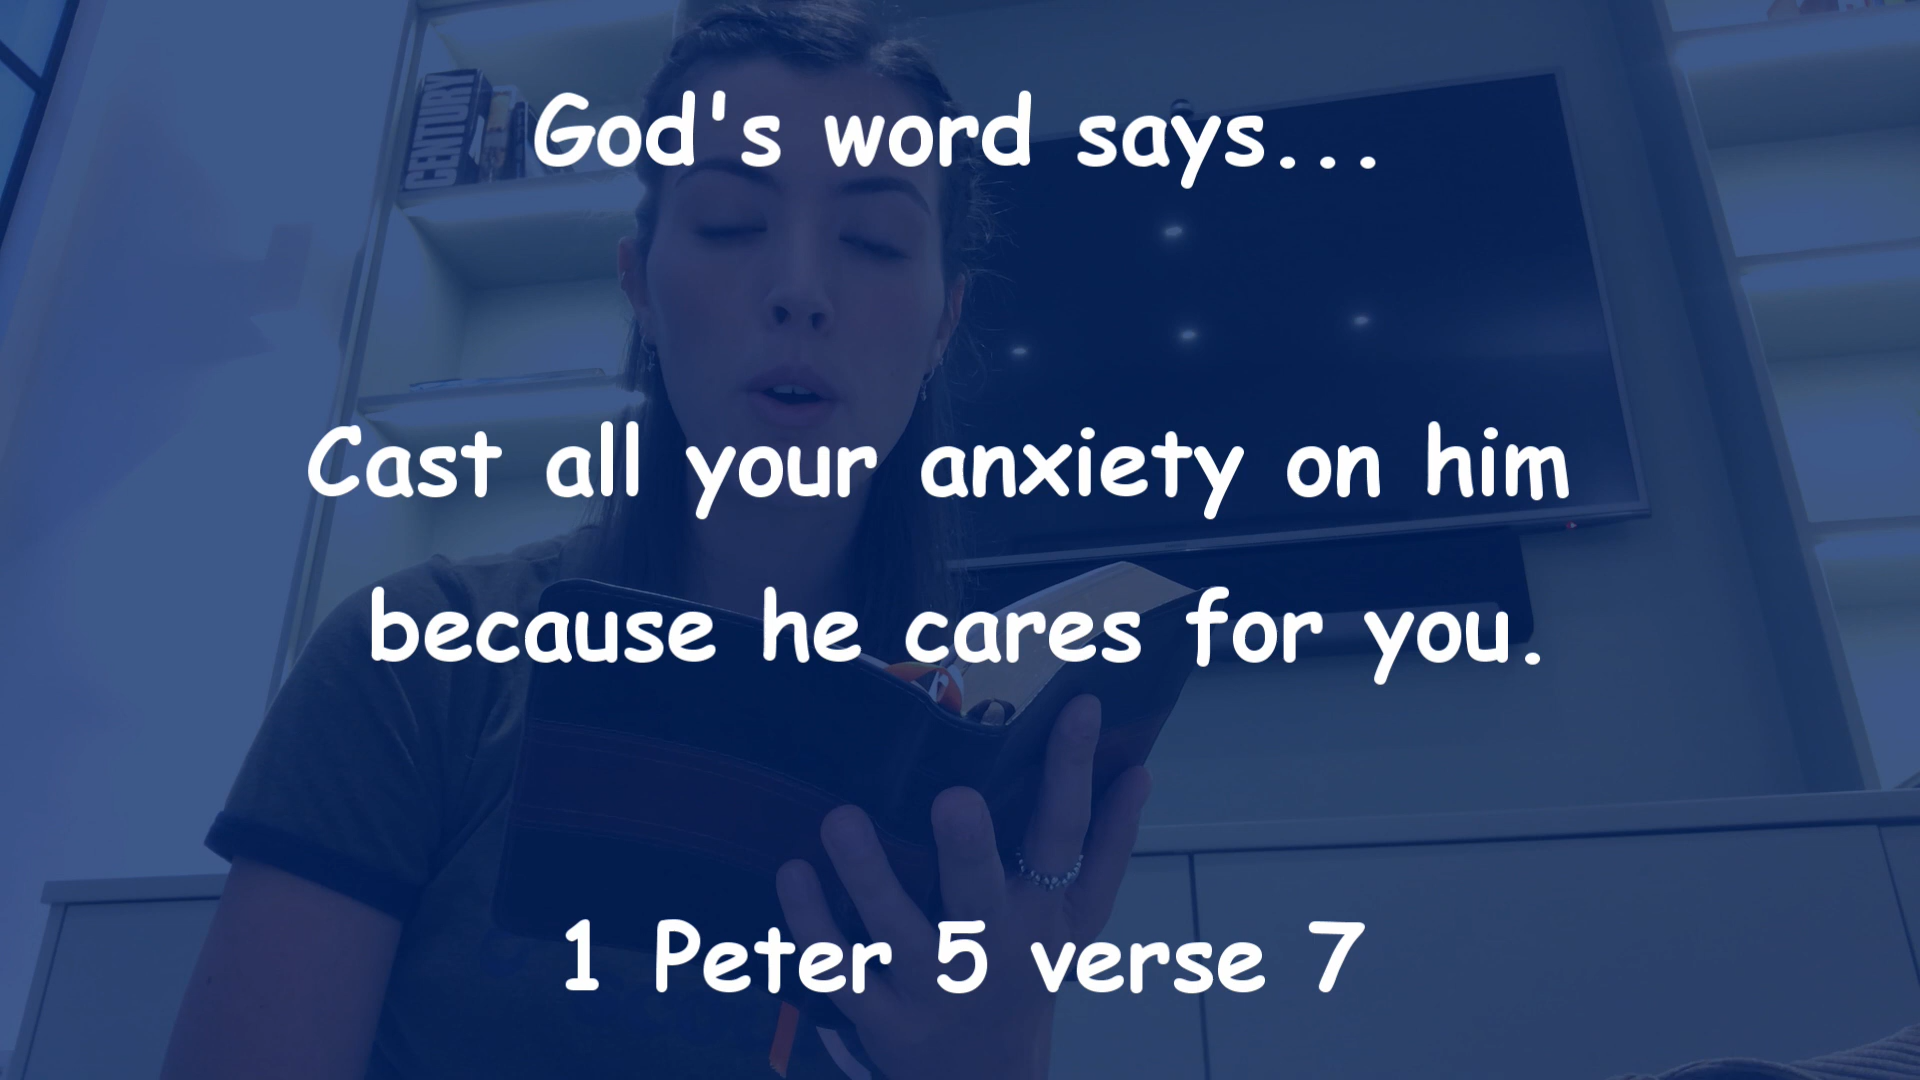 CENTURY
God's word says...
Cast all your anxiety on him
because he cares for you.
1 Peter 5 verse 7